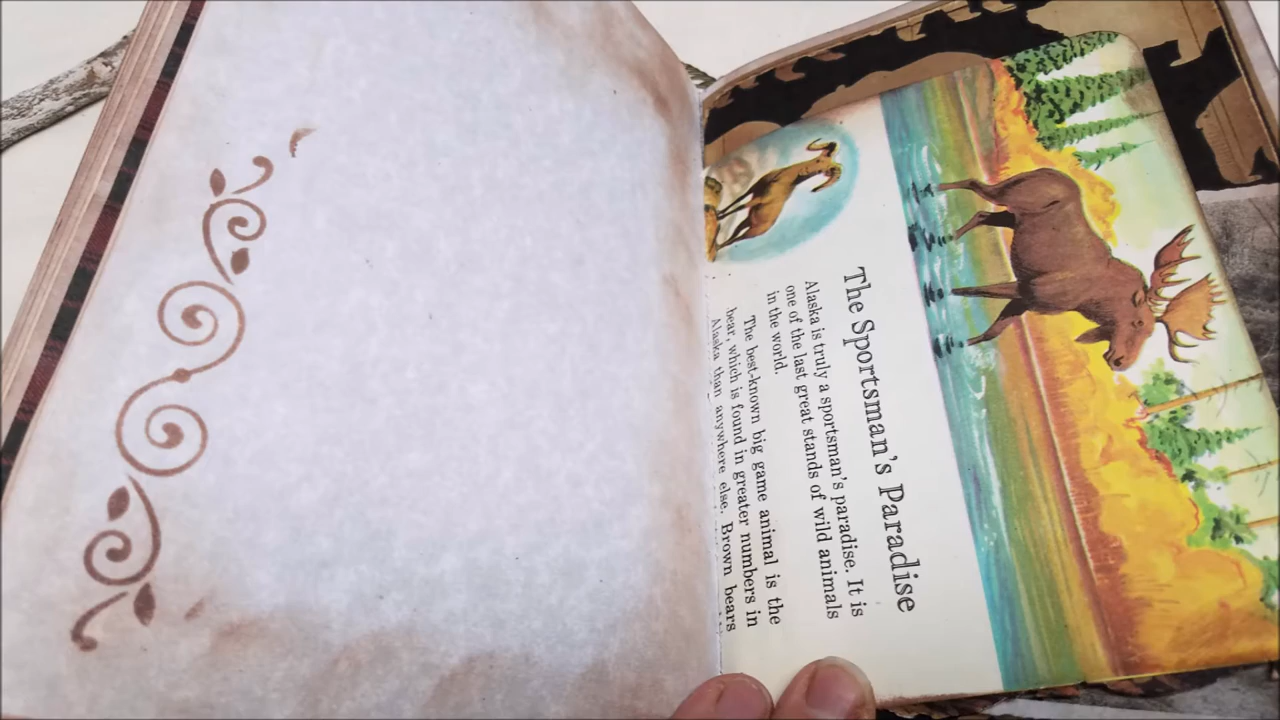 The Sportsman's Paradise
Alaska is truly a sportsman's paradise. It is
one of the last great stands of wild animals
in the world.
The best-known big game animal is the
bear, which is found in greater numbers in
Alaska than anywhere else. Brown bears